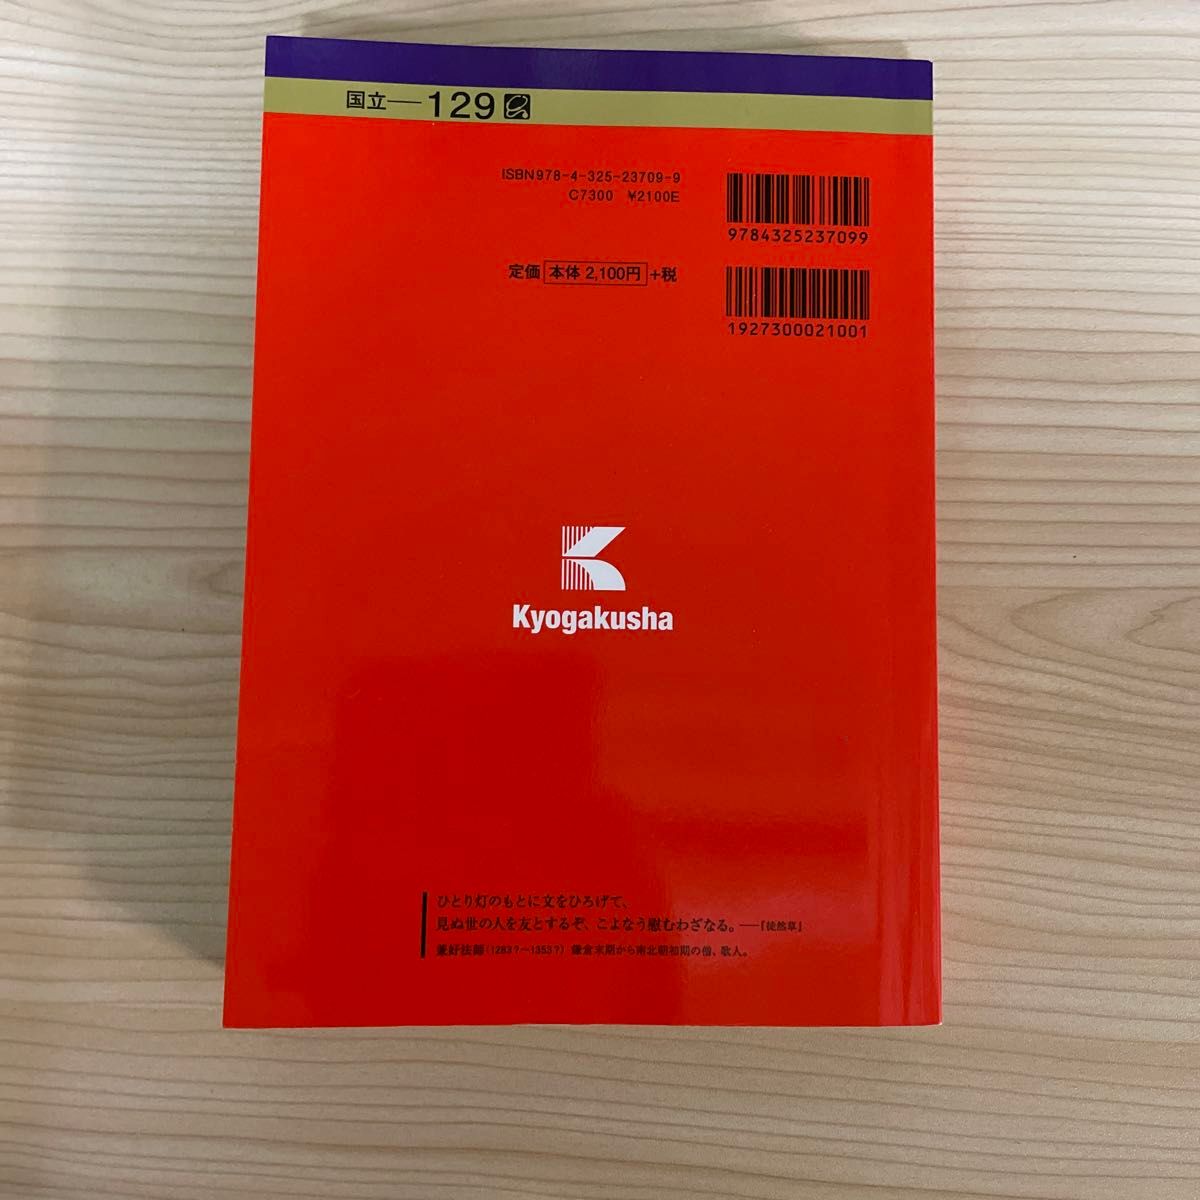 国立—129
ISBN978-4-325-23709-9
C7300 ¥2100E
9784325237099
定価 本体 2,100円 +税
1927300021001
Kyogakusha
ひとり灯のもとに文をひろげて、
見ぬ世の人を友とするぞ、こよなう慰むわざなる。—『徒然草』
兼好法師(1283?~1353?) 鎌倉末期から南北朝初期の僧、歌人。